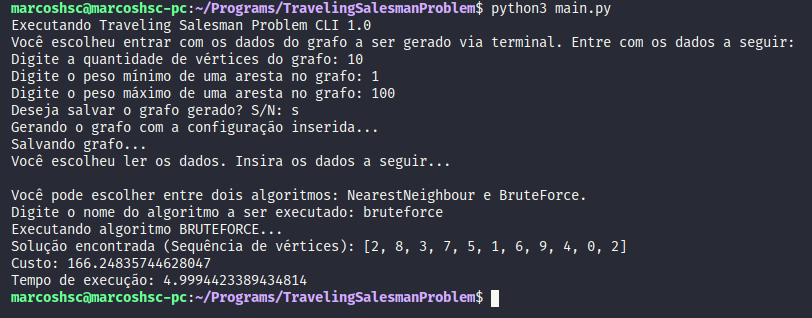 marcoshsc@marcoshsc-pc:~/Programs/TravelingSalesmanProblem$ python3 main.py
Executando Traveling Salesman Problem CLI 1.0
Você escolheu entrar com os dados do grafo a ser gerado via terminal. Entre com os dados a seguir:
Digite a quantidade de vértices do grafo: 10
Digite o peso mínimo de uma aresta no grafo: 1
Digite o peso máximo de uma aresta no grafo: 100
Deseja salvar o grafo gerado? S/N: s
Gerando o grafo com a configuração inserida...
Salvando grafo...
Você escolheu ler os dados. Insira os dados a seguir...
Você pode escolher entre dois algoritmos: NearestNeighbour e BruteForce.
Digite o nome do algoritmo a ser executado: bruteforce
Executando algoritmo BRUTEFORCE...
Solução encontrada (Sequência de vértices): [2, 8, 3, 7, 5, 1, 6, 9, 4, 0, 2]
Custo: 166.24835744628047
Tempo de execução: 4.9994423389434814
marcoshsc@marcoshsc-pc:~/Programs/TravelingSalesmanProblem$